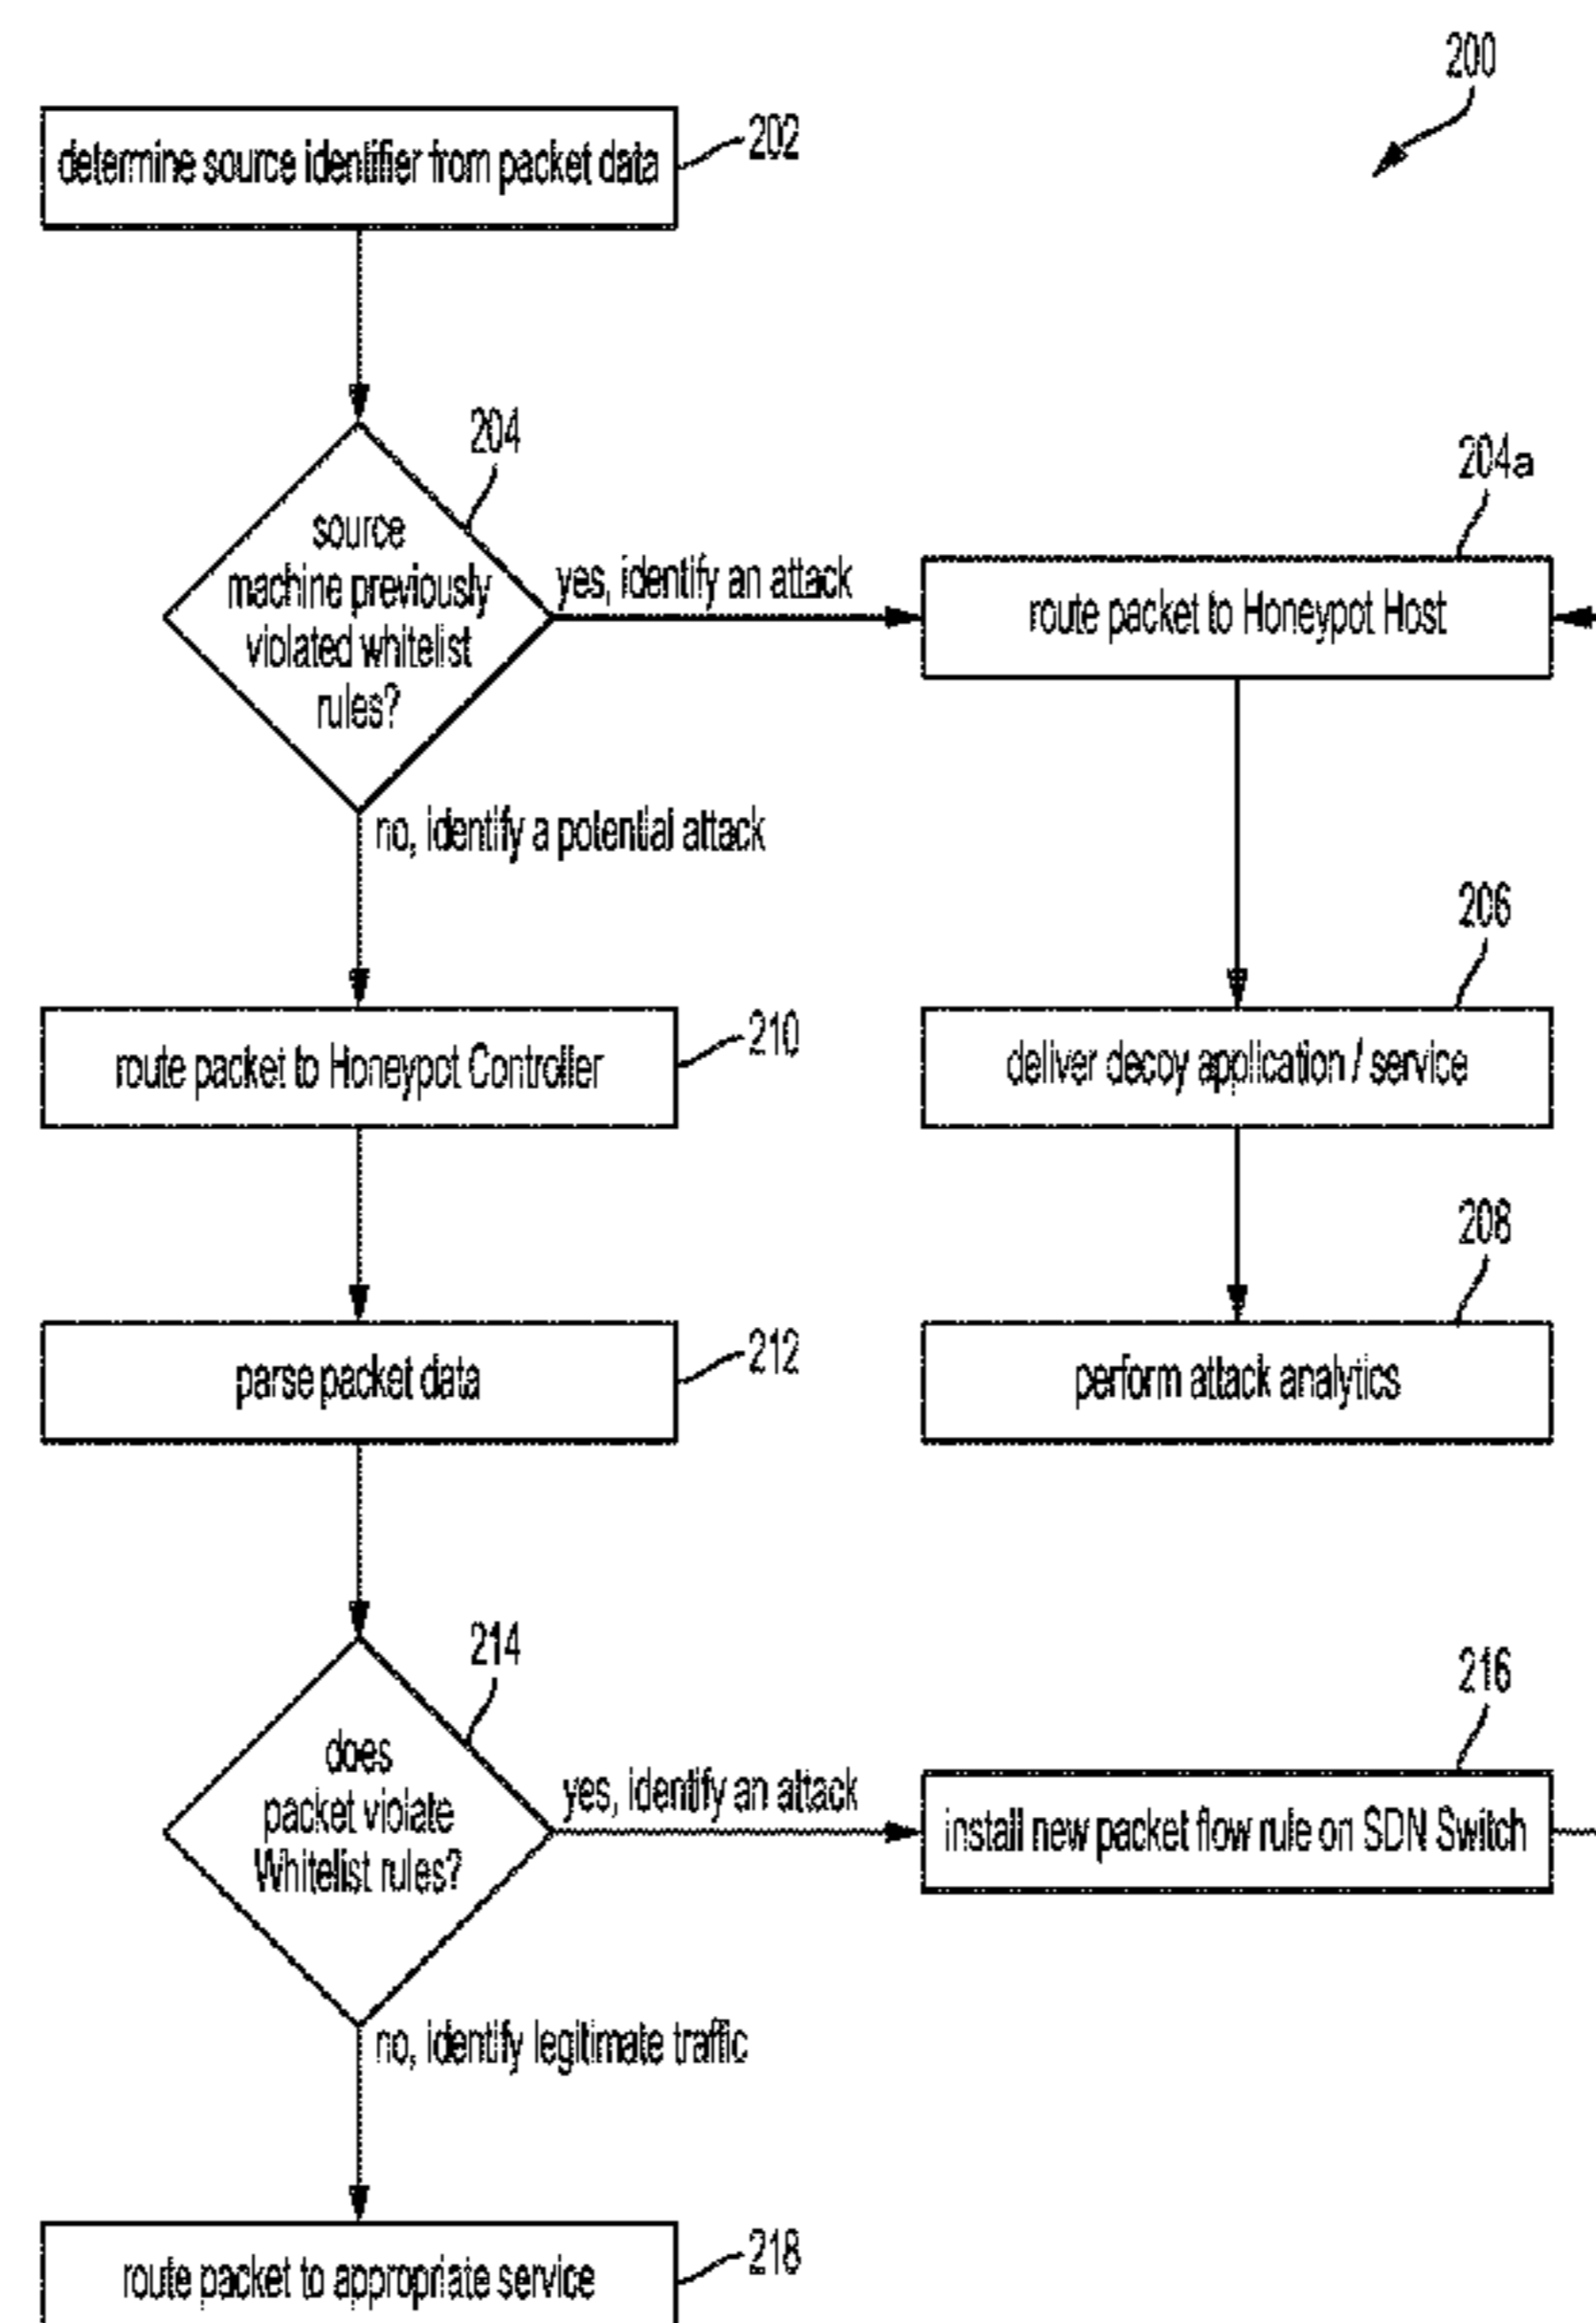 200
determine source identifier from packet data
202
204
source
machine previously
violated whitelist
rules?
yes, identify an attack
204a
route packet to Honeypot Host
no, identify a potential attack
206
route packet to Honeypot Controller
210
deliver decoy application / service
208
parse packet data
212
perform attack analytics
214
does
packet violate
Whitelist rules?
yes, identify an attack
216
install new packet flow rule on SDN Switch
no, identify legitimate traffic
route packet to appropriate service
218